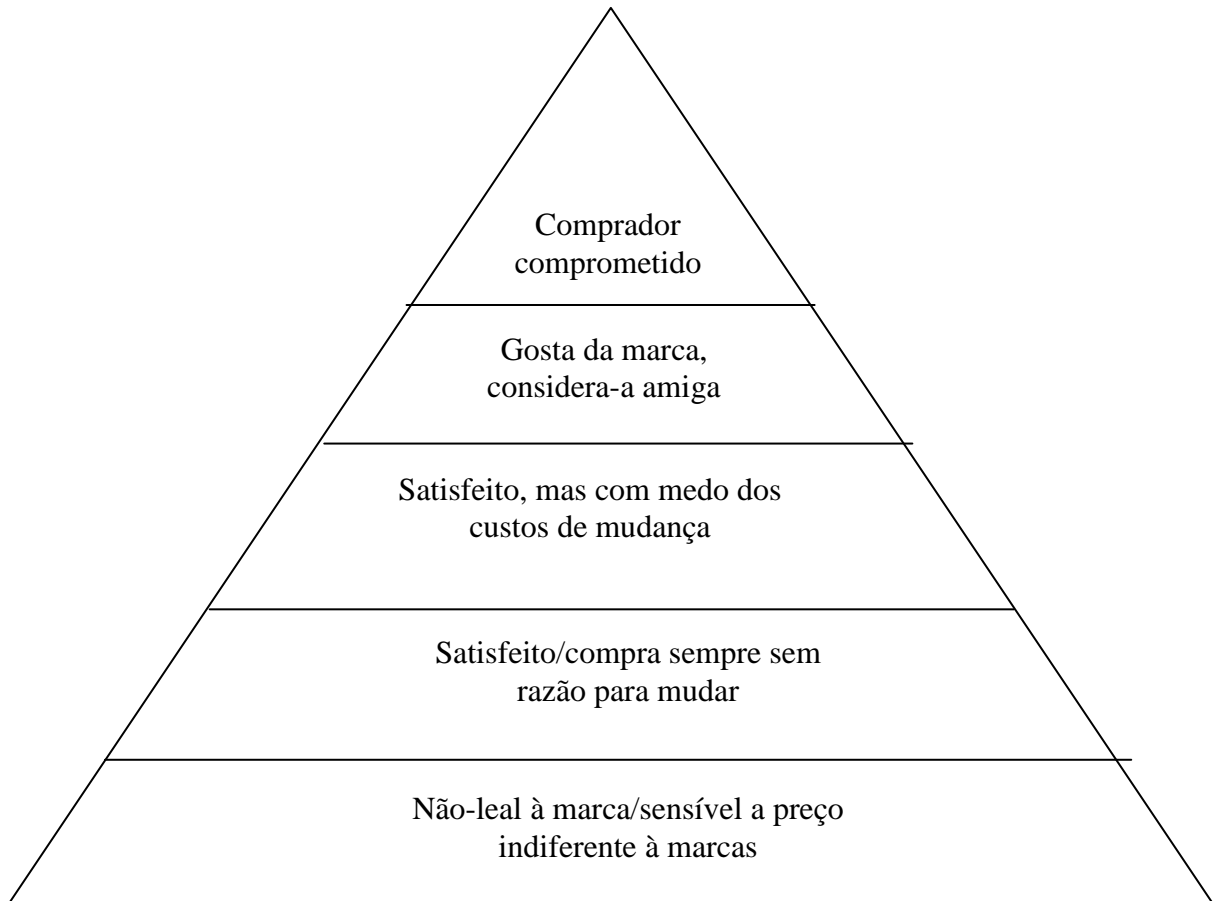 Comprador
comprometido
Gosta da marca,
considera-a amiga
Satisfeito, mas com medo dos
custos de mudança
Satisfeito/compra sempre sem
razão para mudar
Não-leal à marca/sensível a preço
indiferente à marcas